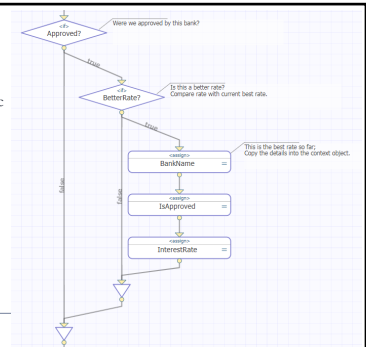 Were we approved by this bank?
<if>
Approved?
true
Is this a better rate?
Compare rate with current best rate.
<if>
BetterRate?
c
true
This is the best rate so far;
Copy the details into the context object.
<assign>
BankName
false
false
<assign>
IsApproved
<assign>
InterestRate